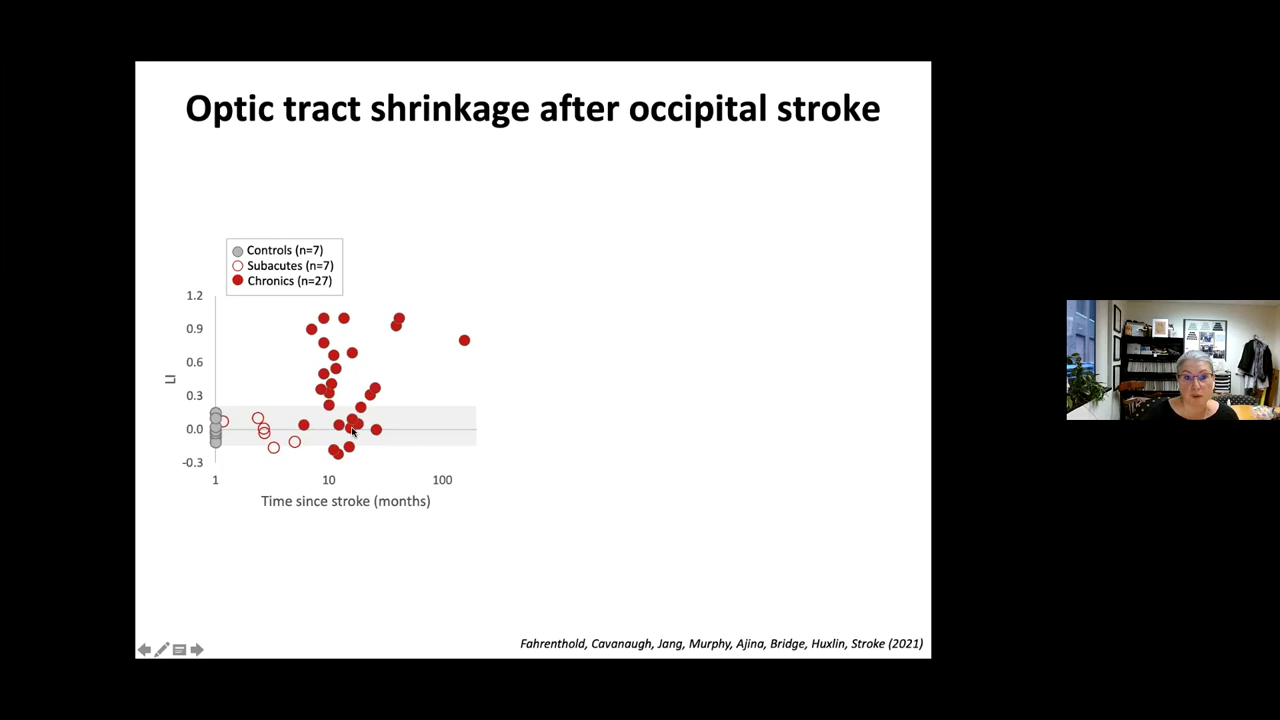 Optic tract shrinkage after occipital stroke
Controls (n=7)
Subacutes (n=7)
Chronics (n=27)
1.2
0.9
0.6
0.3
0.0
-0.3
LI
1 10 100
Time since stroke (months)
Fahrenthold, Cavanaugh, Jang, Murphy, Ajina, Bridge, Huxlin, Stroke (2021)